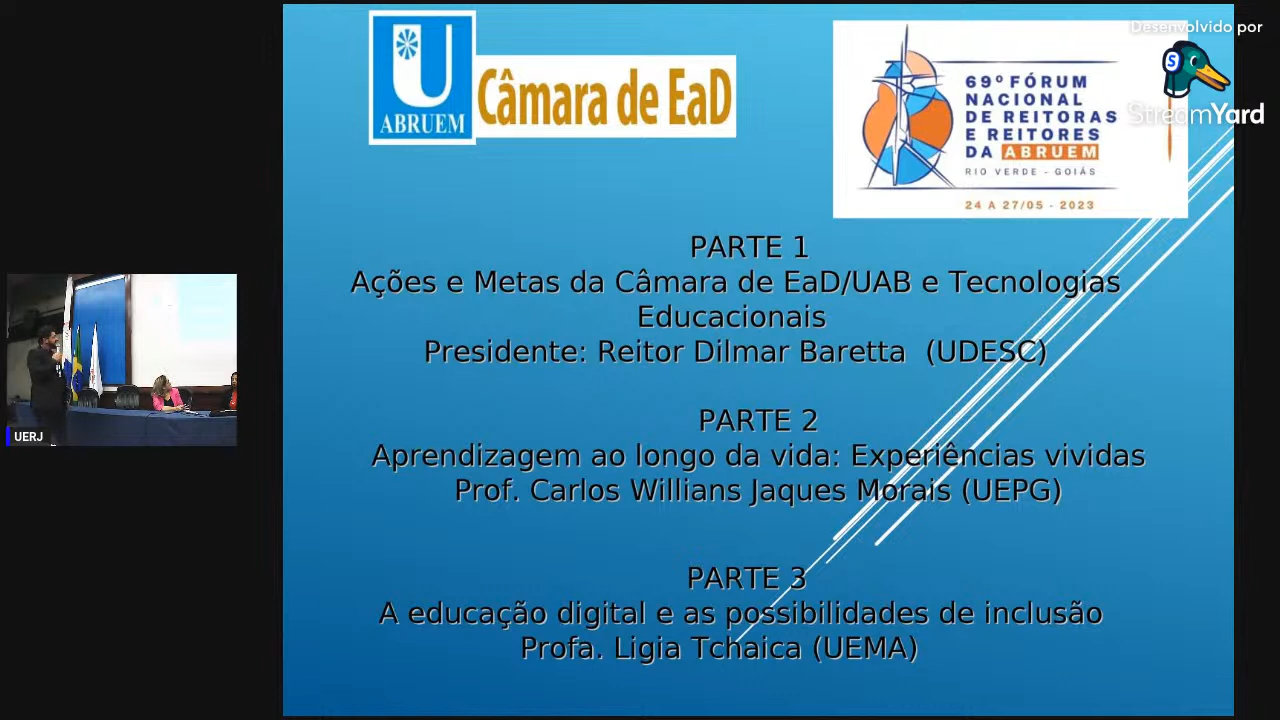 ABRUEM
Câmara de EaD
69º FÓRUM
NACIONAL
DE REITORAS
E REITORES
DA ABRUEM
RIO VERDE - GOIÁS
24 A 27/05 - 2023
Desenvolvido por
StreamYard
PARTE 1
Ações e Metas da Câmara de EaD/UAB e Tecnologias
Educacionais
Presidente: Reitor Dilmar Baretta (UDESC)
PARTE 2
Aprendizagem ao longo da vida: Experiências vividas
Prof. Carlos Willians Jaques Morais (UEPG)
PARTE 3
A educação digital e as possibilidades de inclusão
Profa. Ligia Tchaica (UEMA)
UERJ